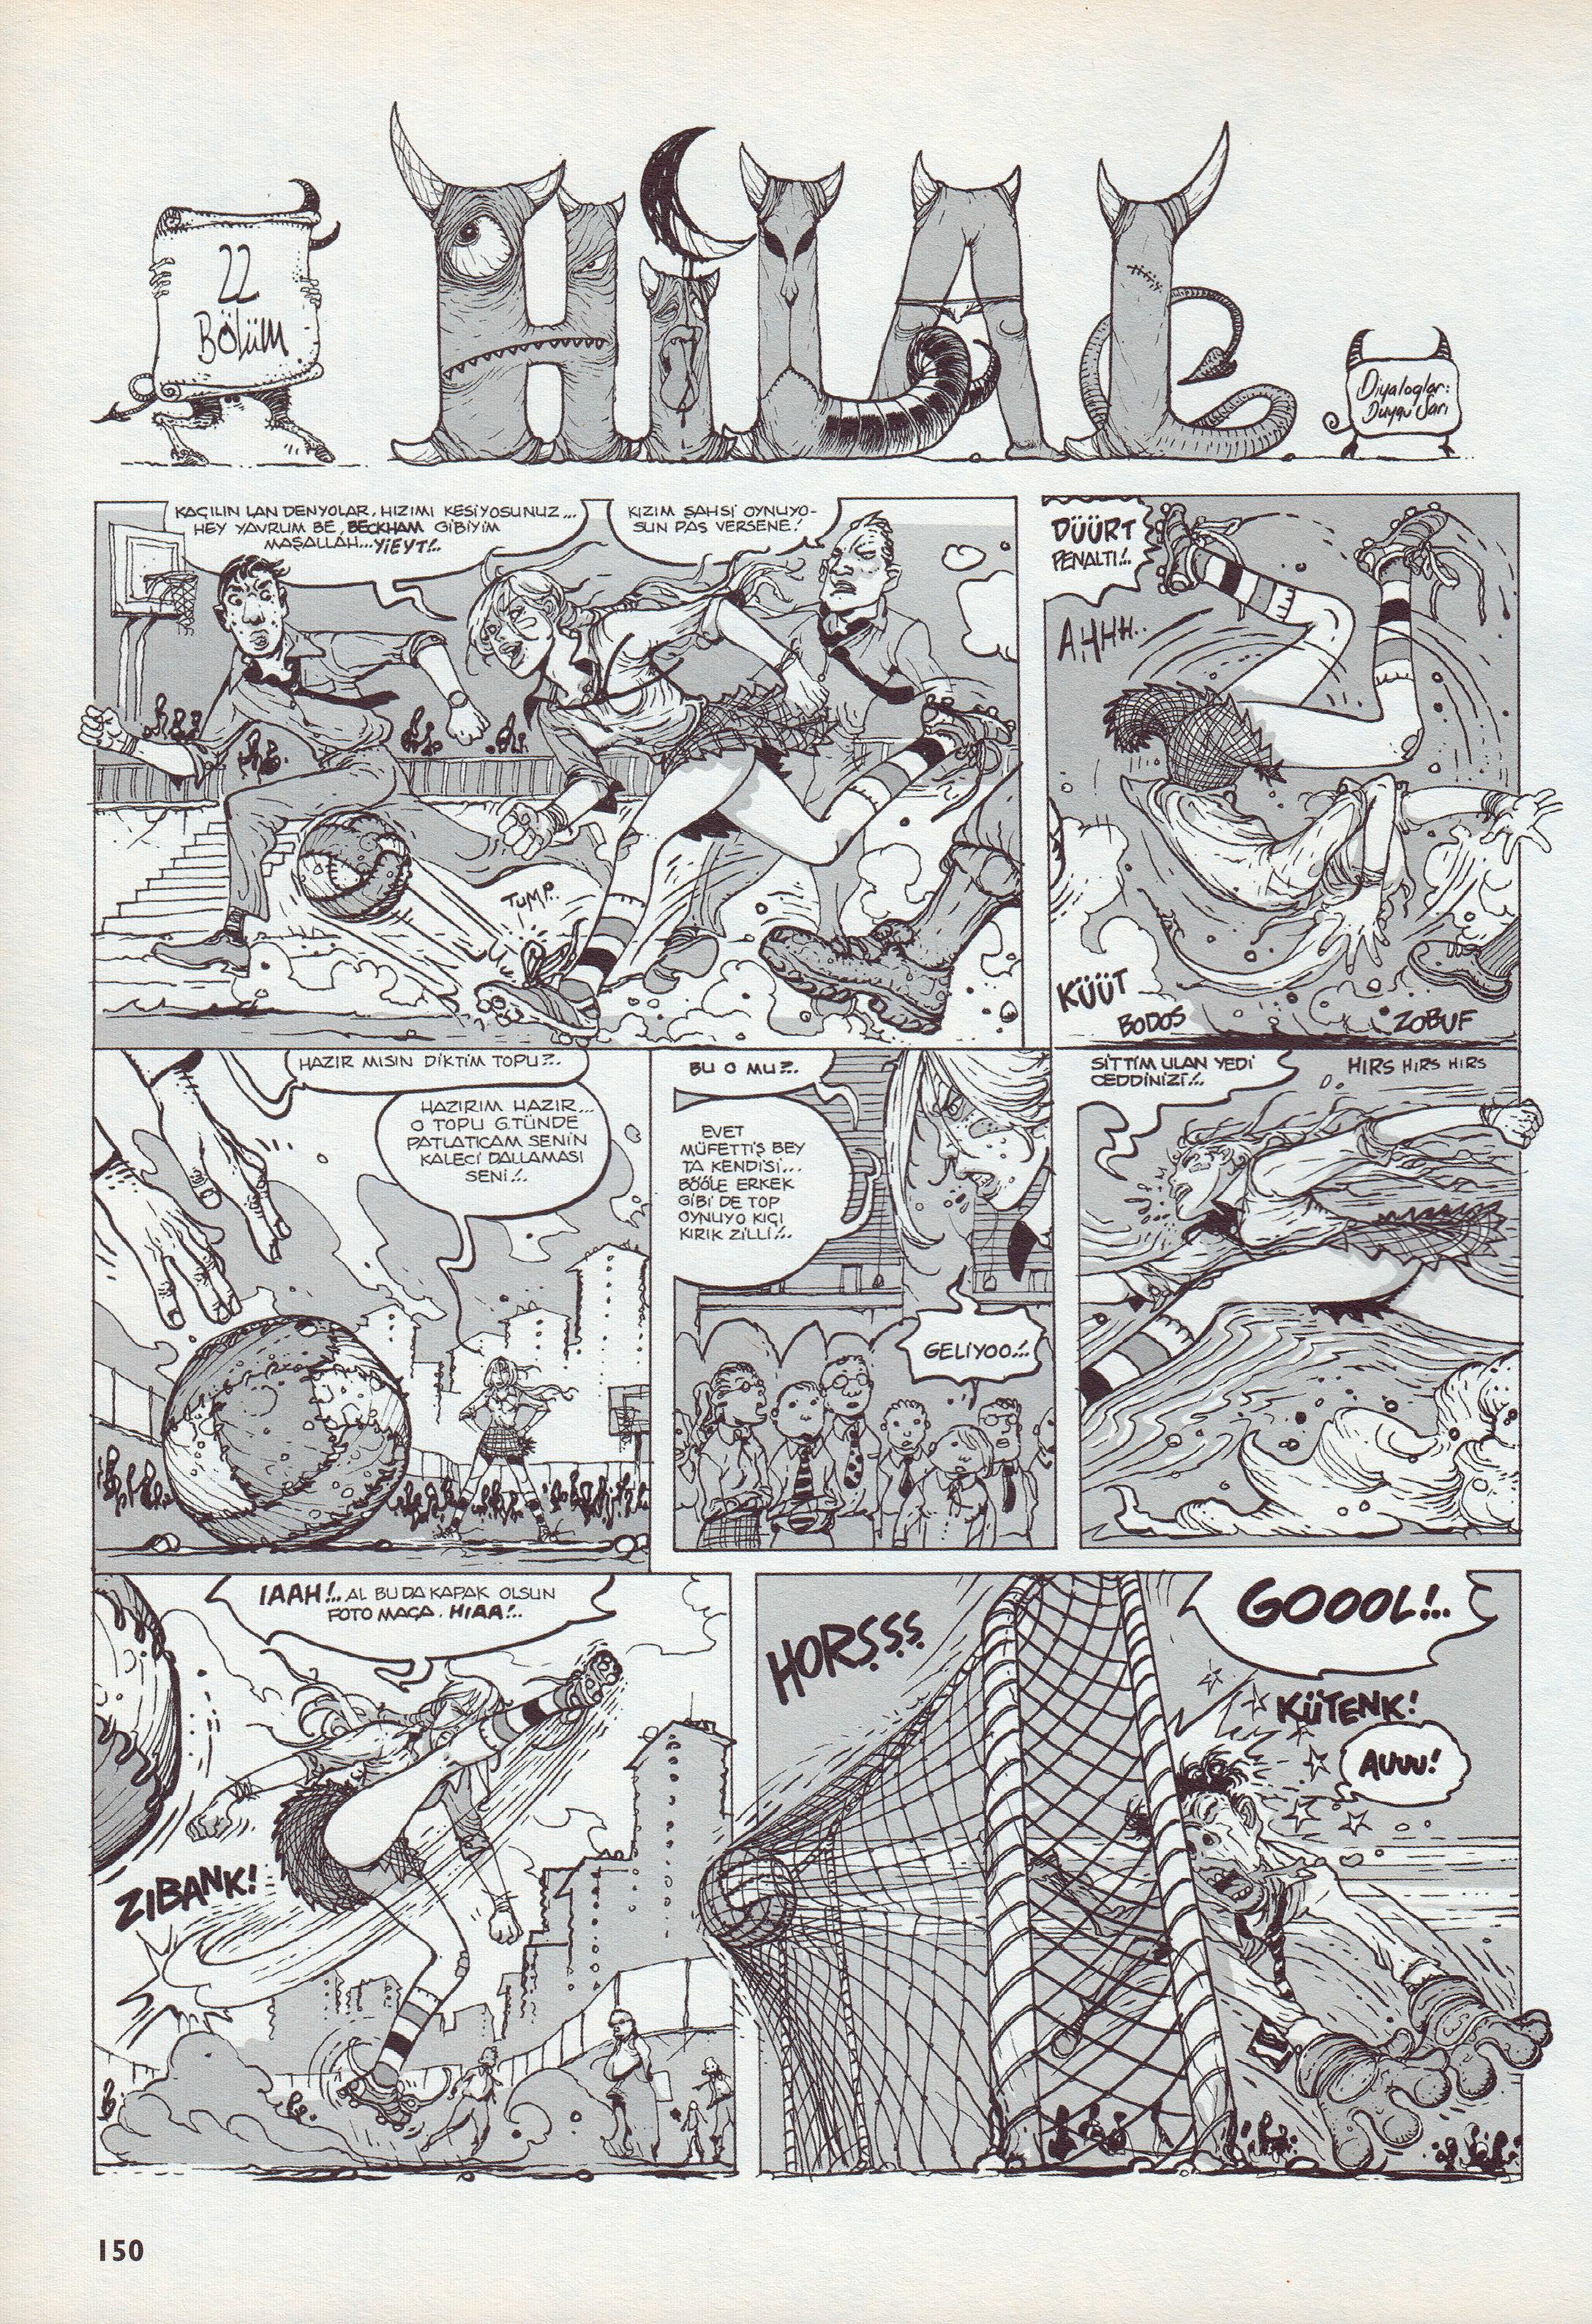 22
Bölüm
HİLAL
Diyaloglar:
Duygu Sarı
KAÇILIN LAN DENYOLAR, HIZIMI KESİYOSUNUZ...
HEY YAVRUM BE, BECKHAM GİBİYİM
MAŞALLAH...YİEYT!..
KIZIM ŞAHSİ OYNUYO-
SUN PAS VERSENE!
TUMP..
DÜÜRT
PENALTI!..
AHHH..
KÜÜT
BODOS
ZOBUF
HAZIR MISIN DİKTİM TOPU?..
HAZIRIM HAZIR...
O TOPU G.TÜNDE
PATLATICAM SENİN
KALECİ DALLAMASI
SENİ!..
BU O MU?..
EVET
MÜFETTİŞ BEY
TA KENDİSİ...
BÖÖLE ERKEK
GİBİ DE TOP
OYNUYO KIÇI
KIRIK ZİLLİ!..
GELİYOO!..
SİTTİM ULAN YEDİ
CEDDİNİZİ!..
HIRS HIRS HIRS
IAAH!.. AL BU DA KAPAK OLSUN
FOTO MAÇA. HIAA!..
ZIBANK!
HORŞŞŞ
GOOOL!..
KÜTENK!
AUUU!
150